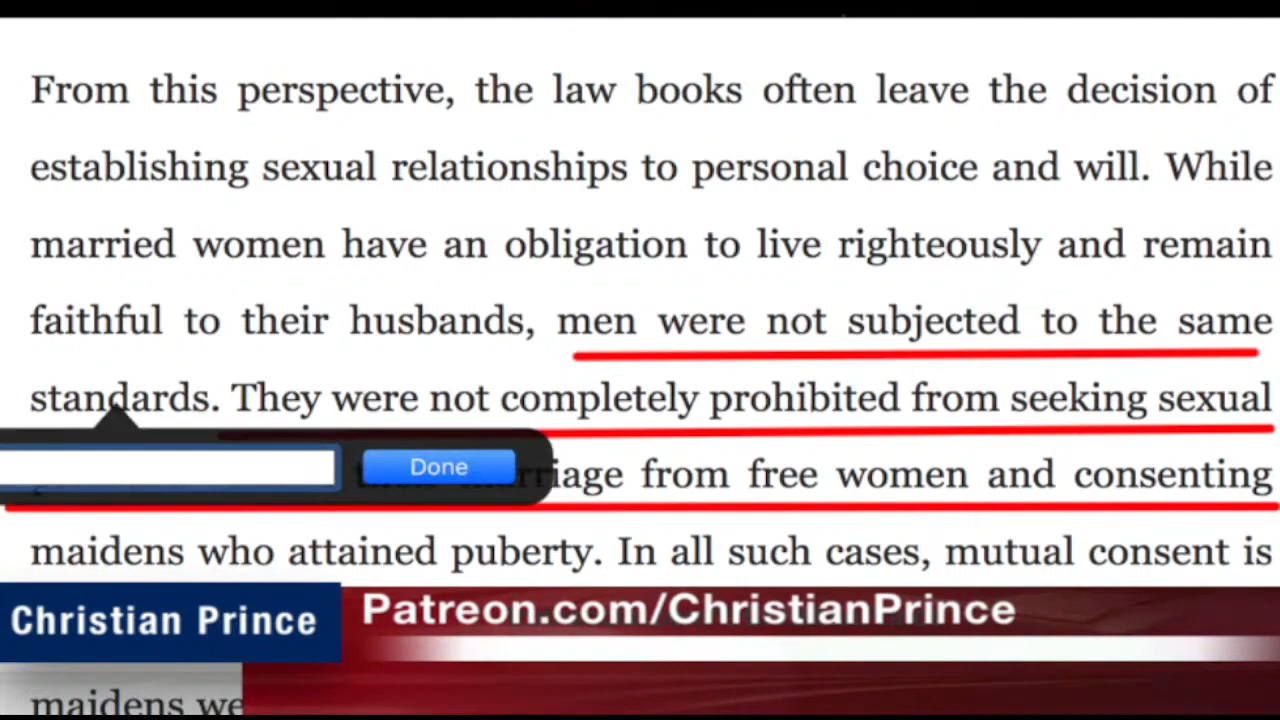 From this perspective, the law books often leave the decision of
establishing sexual relationships to personal choice and will. While
married women have an obligation to live righteously and remain
faithful to their husbands, men were not subjected to the same
standards. They were not completely prohibited from seeking sexual
Done
marriage from free women and consenting
maidens who attained puberty. In all such cases, mutual consent is
Christian Prince
Patreon.com/ChristianPrince
maidens we